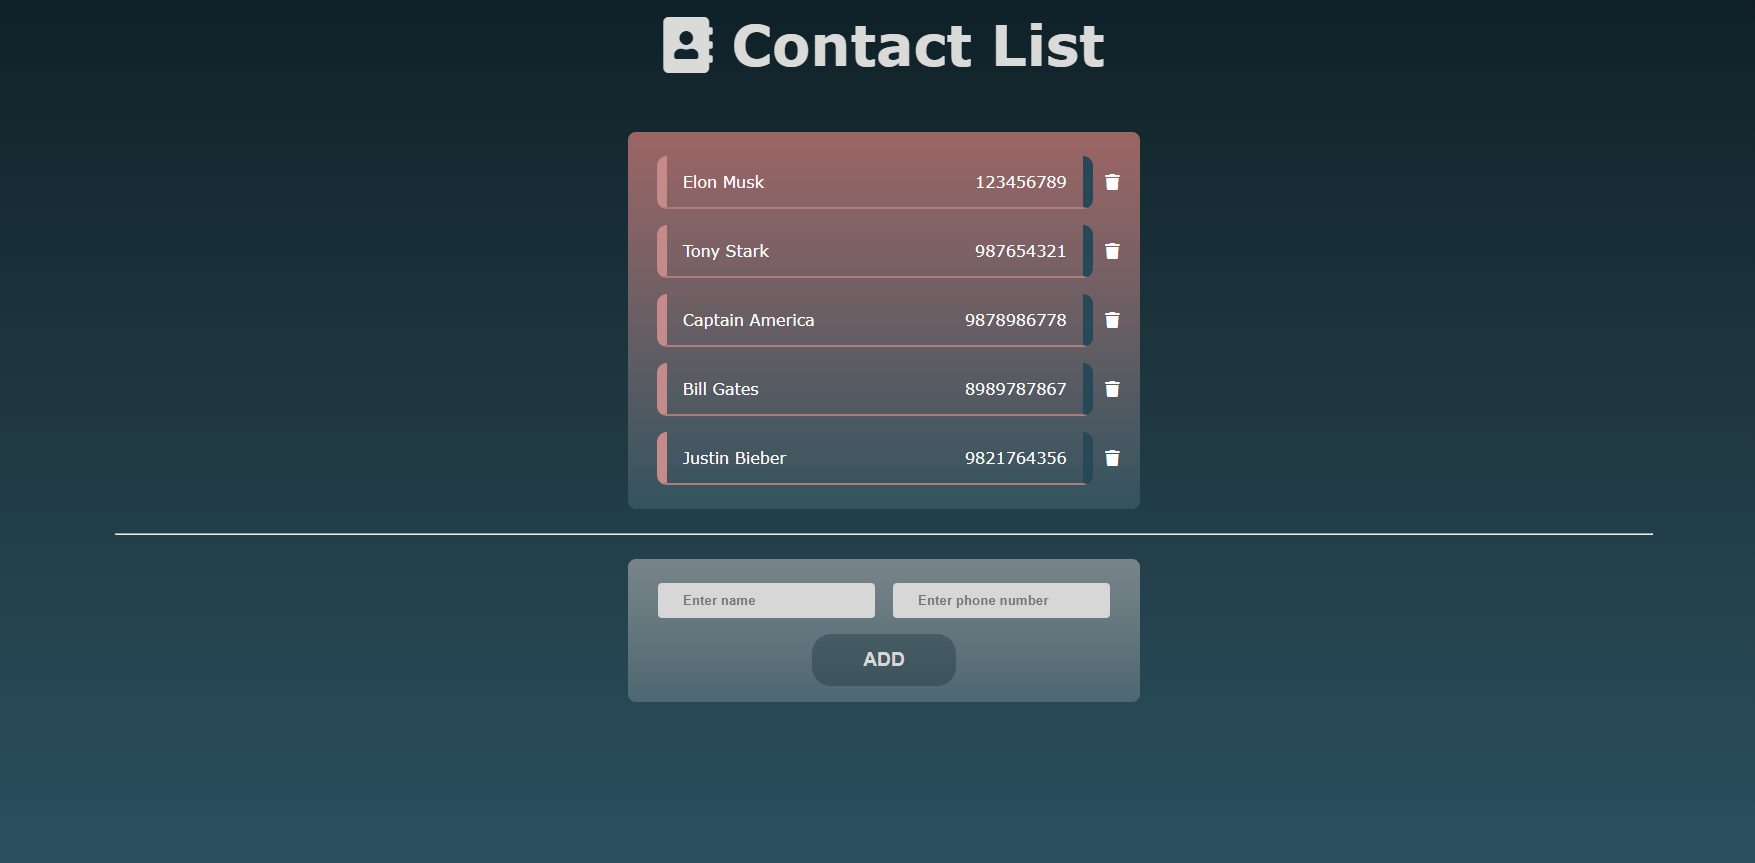 Contact List
Elon Musk 123456789
Tony Stark 987654321
Captain America 9878986778
Bill Gates 8989787867
Justin Bieber 9821764356
Enter name Enter phone number
ADD